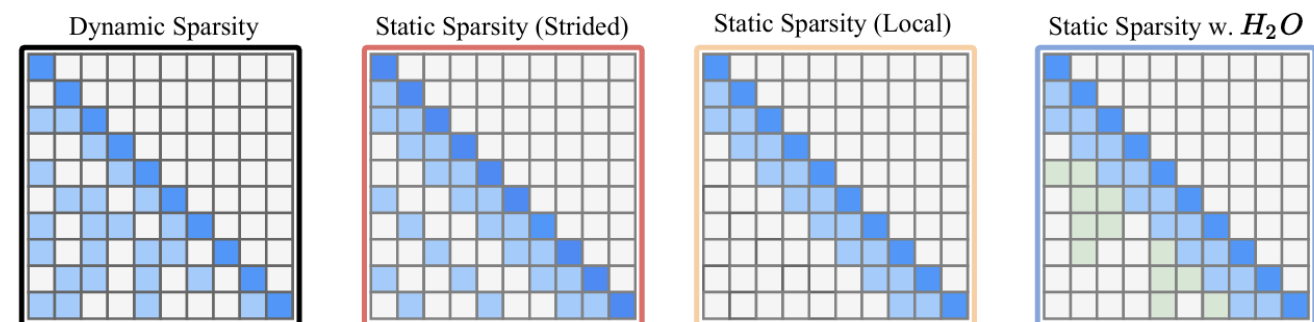 Dynamic Sparsity
Static Sparsity (Strided)
Static Sparsity (Local)
Static Sparsity w. H₂O